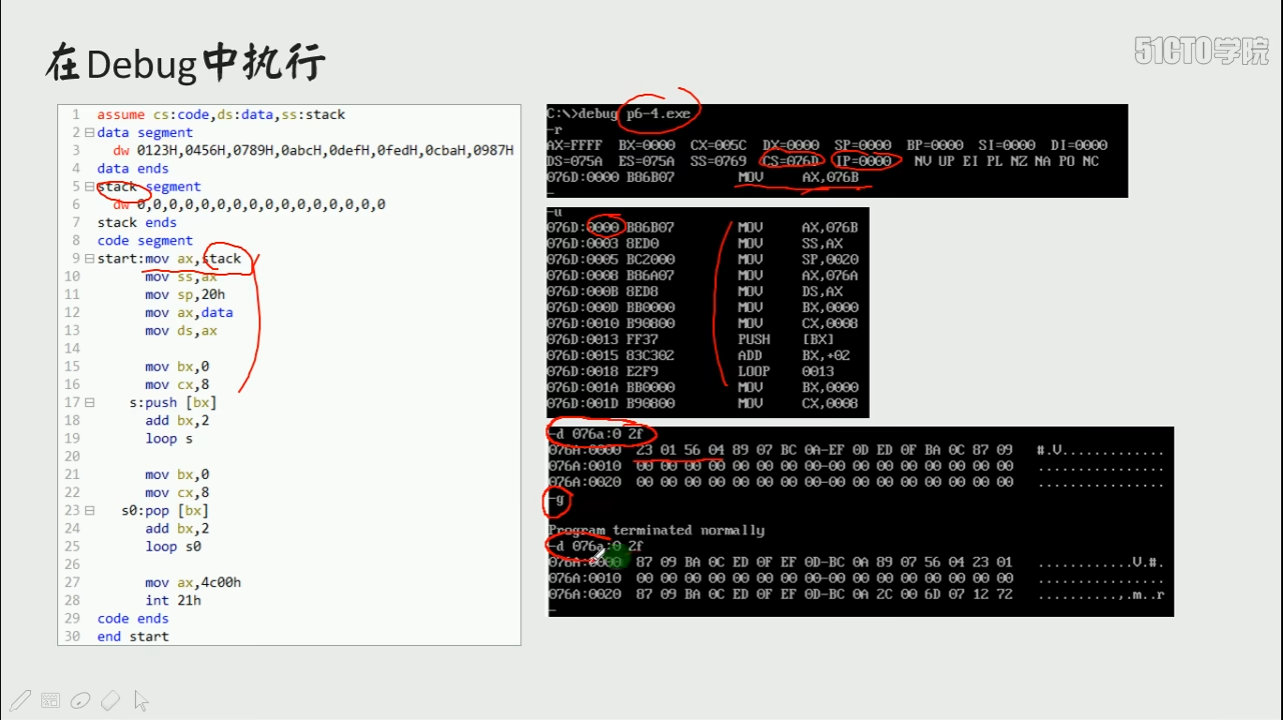 在Debug中执行
51CTO学院
1 assume cs:code,ds:data,ss:stack
2 data segment
3 dw 0123H,0456H,0789H,0abcH,0defH,0fedH,0cbaH,0987H
4 data ends
5 stack segment
6 dw 0,0,0,0,0,0,0,0,0,0,0,0,0,0,0,0
7 stack ends
8 code segment
9 start:mov ax,stack
10 mov ss,ax
11 mov sp,20h
12 mov ax,data
13 mov ds,ax
14
15 mov bx,0
16 mov cx,8
17 s:push [bx]
18 add bx,2
19 loop s
20
21 mov bx,0
22 mov cx,8
23 s0:pop [bx]
24 add bx,2
25 loop s0
26
27 mov ax,4c00h
28 int 21h
29 code ends
30 end start
C:\>debug p6-4.exe
-r
AX=FFFF BX=0000 CX=005C DX=0000 SP=0000 BP=0000 SI=0000 DI=0000
DS=075A ES=075A SS=0769 CS=076D IP=0000 NV UP EI PL NZ NA PO NC
076D:0000 B86B07 MOV AX,076B
-
-u
076D:0000 B86B07 MOV AX,076B
076D:0003 8ED0 MOV SS,AX
076D:0005 BC2000 MOV SP,0020
076D:0008 B86A07 MOV AX,076A
076D:000B 8ED8 MOV DS,AX
076D:000D BB0000 MOV BX,0000
076D:0010 B90800 MOV CX,0008
076D:0013 FF37 PUSH [BX]
076D:0015 83C302 ADD BX,+02
076D:0018 E2F9 LOOP 0013
076D:001A BB0000 MOV BX,0000
076D:001D B90800 MOV CX,0008
-d 076a:0 2f
076A:0000 23 01 56 04 89 07 BC 0A-EF 0D ED 0F BA 0C 87 09 #.V.............
076A:0010 00 00 00 00 00 00 00 00-00 00 00 00 00 00 00 00 ................
076A:0020 00 00 00 00 00 00 00 00-00 00 00 00 00 00 00 00 ................
-g
Program terminated normally
-d 076a:0 2f
076A:0000 87 09 BA 0C ED 0F EF 0D-BC 0A 89 07 56 04 23 01 ............V.#.
076A:0010 00 00 00 00 00 00 00 00-00 00 00 00 00 00 00 00 ................
076A:0020 87 09 BA 0C ED 0F EF 0D-BC 0A 2C 00 6D 07 12 72 ..........,.m..r
-